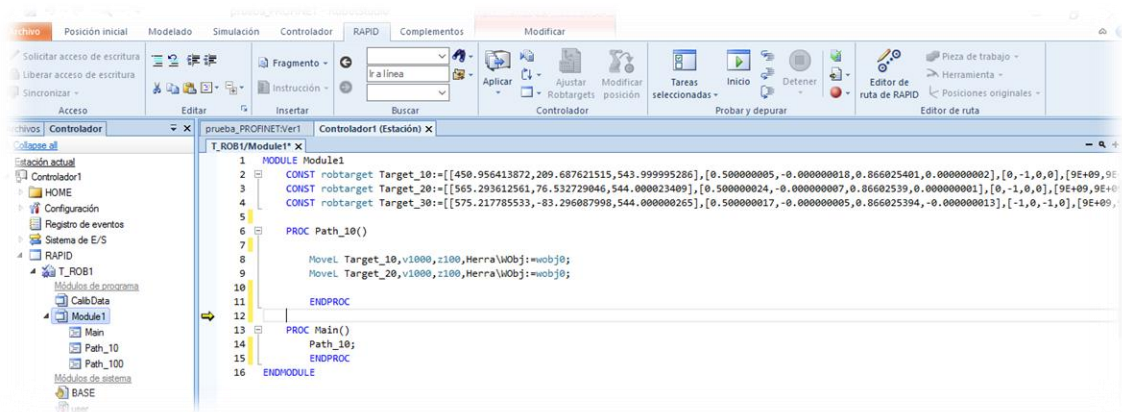 Archivo Posición inicial Modelado Simulación Controlador RAPID Complementos Modificar
Solicitar acceso de escritura
Liberar acceso de escritura
Sincronizar
Acceso
Editar
Fragmento
Instrucción
Insertar
Ir a línea
Buscar
Aplicar
Ajustar Robtargets
Modificar posición
Controlador
Tareas seleccionadas
Inicio
Detener
Probar y depurar
Editor de ruta de RAPID
Pieza de trabajo
Herramienta
Posiciones originales
Editor de ruta
Controlador
Collapse all
Estación actual
Controlador1
HOME
Configuración
Registro de eventos
Sistema de E/S
RAPID
T_ROB1
Módulos de programa
CalibData
Module1
Main
Path_10
Path_100
Módulos de sistema
BASE
user
prueba_PROFINET:Ver1 Controlador1 (Estación) X
T_ROB1/Module1* X
1 MODULE Module1
2 CONST robtarget Target_10:=[[450.956413872,209.687621515,543.999995286],[0.500000005,-0.000000018,0.866025401,0.000000002],[0,-1,0,0],[9E+09,9E
3 CONST robtarget Target_20:=[[565.293612561,76.532729046,544.000023409],[0.500000024,-0.000000007,0.86602539,0.000000001],[0,-1,0,0],[9E+09,9E+0
4 CONST robtarget Target_30:=[[575.217785533,-83.296087998,544.000000265],[0.500000017,-0.000000005,0.866025394,-0.000000013],[-1,0,-1,0],[9E+09,
5
6 PROC Path_10()
7
8 MoveL Target_10,v1000,z100,Herra\WObj:=wobj0;
9 MoveL Target_20,v1000,z100,Herra\WObj:=wobj0;
10
11 ENDPROC
12
13 PROC Main()
14 Path_10;
15 ENDPROC
16 ENDMODULE